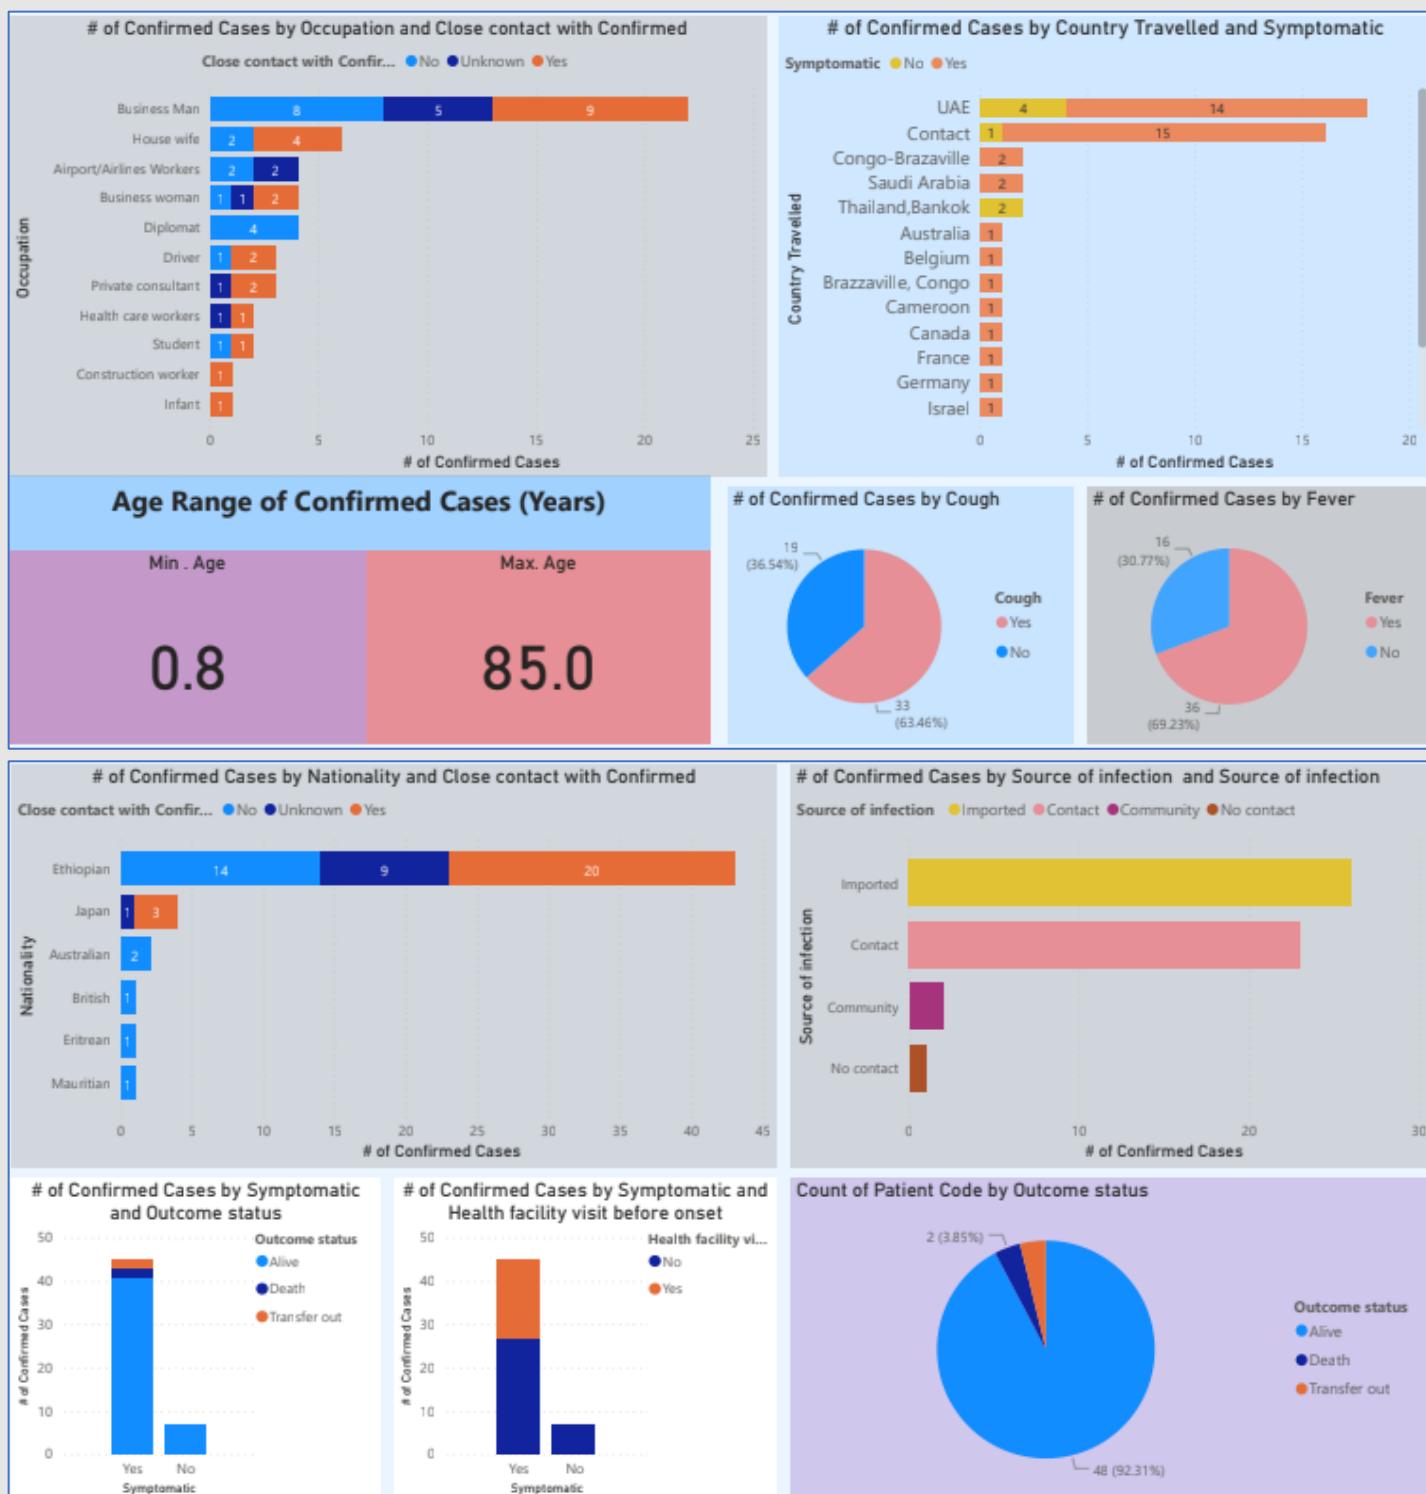 # of Confirmed Cases by Occupation and Close contact with Confirmed
Close contact with Confir... No Unknown Yes
Occupation
Business Man 8 5 9
House wife 2 4
Airport/Airlines Workers 2 2
Business woman 1 1 2
Diplomat 4
Driver 1 2
Private consultant 1 2
Health care workers 1 1
Student 1 1
Construction worker 1
Infant 1
0 5 10 15 20 25
# of Confirmed Cases
# of Confirmed Cases by Country Travelled and Symptomatic
Symptomatic No Yes
Country Travelled
UAE 4 14
Contact 1 15
Congo-Brazaville 2
Saudi Arabia 2
Thailand,Bankok 2
Australia 1
Belgium 1
Brazzaville, Congo 1
Cameroon 1
Canada 1
France 1
Germany 1
Israel 1
0 5 10 15 20
# of Confirmed Cases
Age Range of Confirmed Cases (Years)
Min . Age
0.8
Max. Age
85.0
# of Confirmed Cases by Cough
19
(36.54%)
Cough
Yes
No
33
(63.46%)
# of Confirmed Cases by Fever
16
(30.77%)
Fever
Yes
No
36
(69.23%)
# of Confirmed Cases by Nationality and Close contact with Confirmed
Close contact with Confir... No Unknown Yes
Nationality
Ethiopian 14 9 20
Japan 1 3
Australian 2
British 1
Eritrean 1
Mauritian 1
0 5 10 15 20 25 30 35 40 45
# of Confirmed Cases
# of Confirmed Cases by Source of infection and Source of infection
Source of infection Imported Contact Community No contact
Source of infection
Imported
Contact
Community
No contact
0 10 20 30
# of Confirmed Cases
# of Confirmed Cases by Symptomatic
and Outcome status
Outcome status
Alive
Death
Transfer out
# of Confirmed Cases
50
40
30
20
10
0
Yes No
Symptomatic
# of Confirmed Cases by Symptomatic and
Health facility visit before onset
Health facility vi...
No
Yes
# of Confirmed Cases
50
40
30
20
10
0
Yes No
Symptomatic
Count of Patient Code by Outcome status
2 (3.85%)
Outcome status
Alive
Death
Transfer out
48 (92.31%)